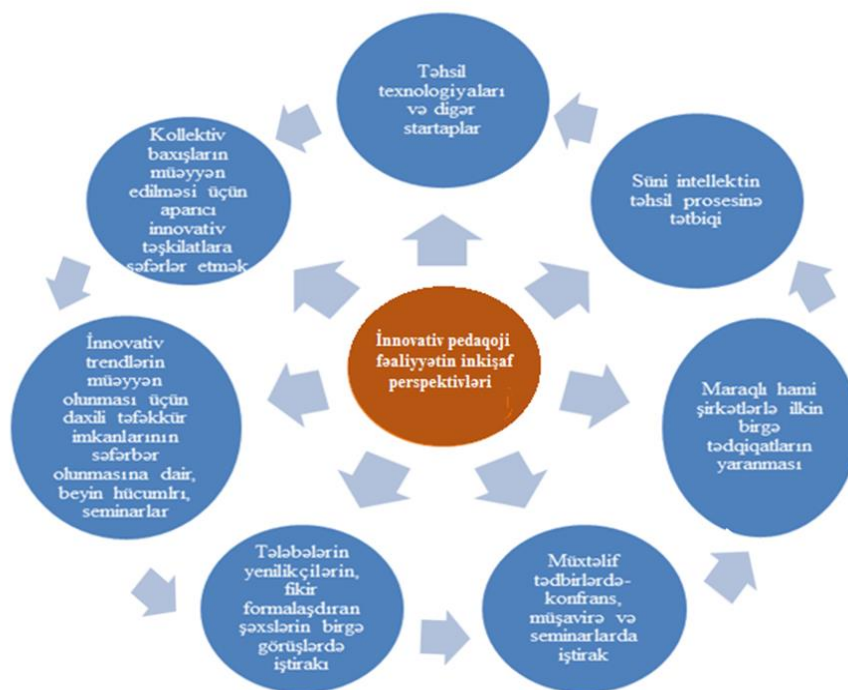 Təhsil
texnologiyaları
və digər
startaplar
Kollektiv
baxışların
müəyyən
edilməsi üçün
aparıcı
innovativ
təşkilatlara
səfərlər etmək
Süni intellektin
təhsil prosesinə
tətbiqi
İnnovativ pedaqoji
fəaliyyətin inkişaf
perspektivləri
İnnovativ
trendlərin
müəyyən
olunması üçün
daxili təfəkkür
imkanlarının
səfərbər
olunmasına dair,
beyin hücumlrı,
seminarlar
Maraqlı hami
şirkətlərlə ilkin
birgə
tədqiqatların
yaranması
Tələbələrin
yenilikçilərin,
fikir
formalaşdıran
şəxslərin birgə
görüşlərdə
iştirakı
Müxtəlif
tədbirlərdə-
konfrans,
müşavirə və
seminarlarda
iştirak